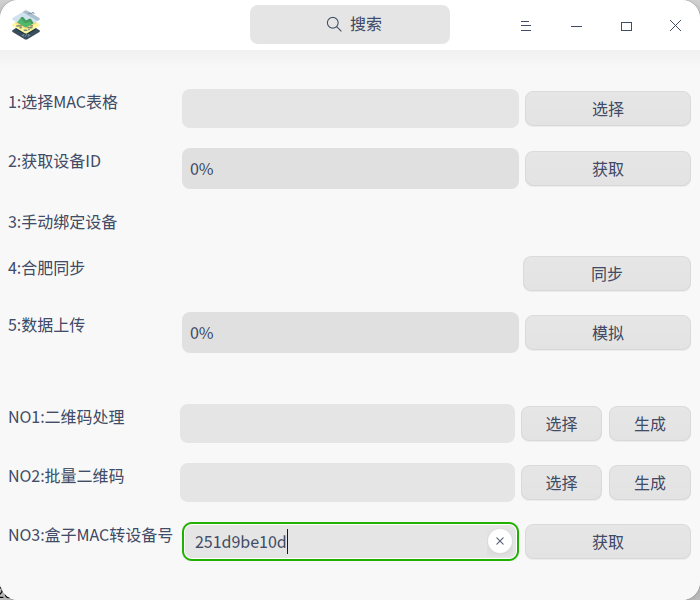 搜索
1:选择MAC表格
选择
2:获取设备ID
0%
获取
3:手动绑定设备
4:合肥同步
同步
5:数据上传
0%
模拟
NO1:二维码处理
选择
生成
NO2:批量二维码
选择
生成
NO3:盒子MAC转设备号
251d9be10d
获取